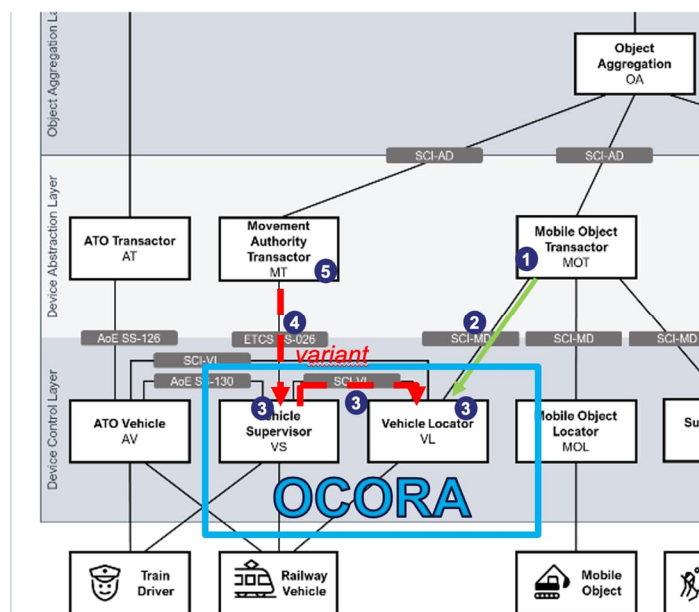 Object Aggregation La
Object
Aggregation
OA
SCI-AD
SCI-AD
Device Abstraction Layer
ATO Transactor
AT
Movement
Authority
Transactor
MT
5
Mobile Object
Transactor
MOT
1
4
2
AoE SS-126
ETCS SS-026
SCI-MD
SCI-MD
SCI-MD
variant
SCI-VL
AoE SS-130
SCI-VL
Device Control Layer
ATO Vehicle
AV
3
Vehicle
Supervisor
VS
3
3
Vehicle Locator
VL
Mobile Object
Locator
MOL
Su
OCORA
Train
Driver
Railway
Vehicle
Mobile
Object